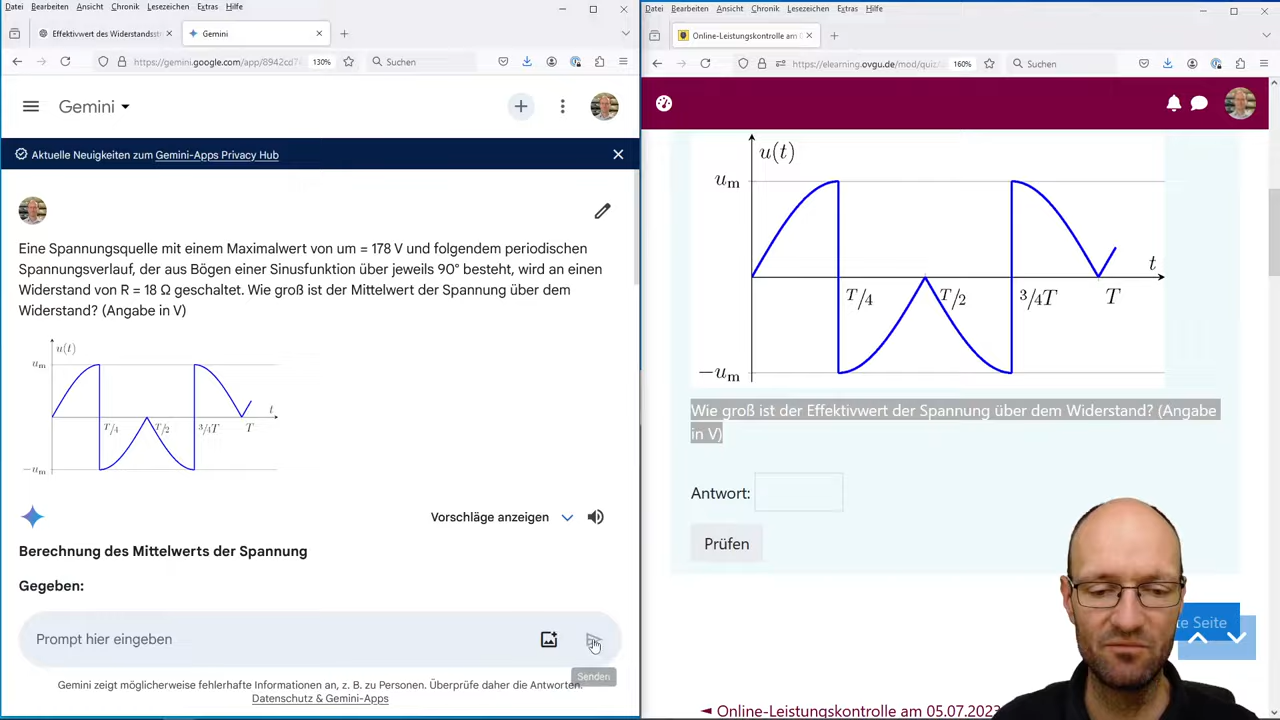 Datei Bearbeiten Ansicht Chronik Lesezeichen Extras Hilfe
Effektivwert des Widerstandsstr
Gemini
https://gemini.google.com/app/8942cd7
130%
Suchen
Gemini
Aktuelle Neuigkeiten zum Gemini-Apps Privacy Hub
Eine Spannungsquelle mit einem Maximalwert von um = 178 V und folgendem periodischen
Spannungsverlauf, der aus Bögen einer Sinusfunktion über jeweils 90° besteht, wird an einen
Widerstand von R = 18 Ω geschaltet. Wie groß ist der Mittelwert der Spannung über dem
Widerstand? (Angabe in V)
u(t)
um
t
T/4 T/2 3/4T T
−um
Vorschläge anzeigen
Berechnung des Mittelwerts der Spannung
Gegeben:
Prompt hier eingeben
Senden
Gemini zeigt möglicherweise fehlerhafte Informationen an, z. B. zu Personen. Überprüfe daher die Antworten.
Datenschutz & Gemini-Apps
Datei Bearbeiten Ansicht Chronik Lesezeichen Extras Hilfe
Online-Leistungskontrolle am
https://elearning.ovgu.de/mod/quiz/
160%
Suchen
u(t)
um
t
T/4 T/2 3/4T T
−um
Wie groß ist der Effektivwert der Spannung über dem Widerstand? (Angabe
in V)
Antwort:
Prüfen
te Seite
◄ Online-Leistungskontrolle am 05.07.2023